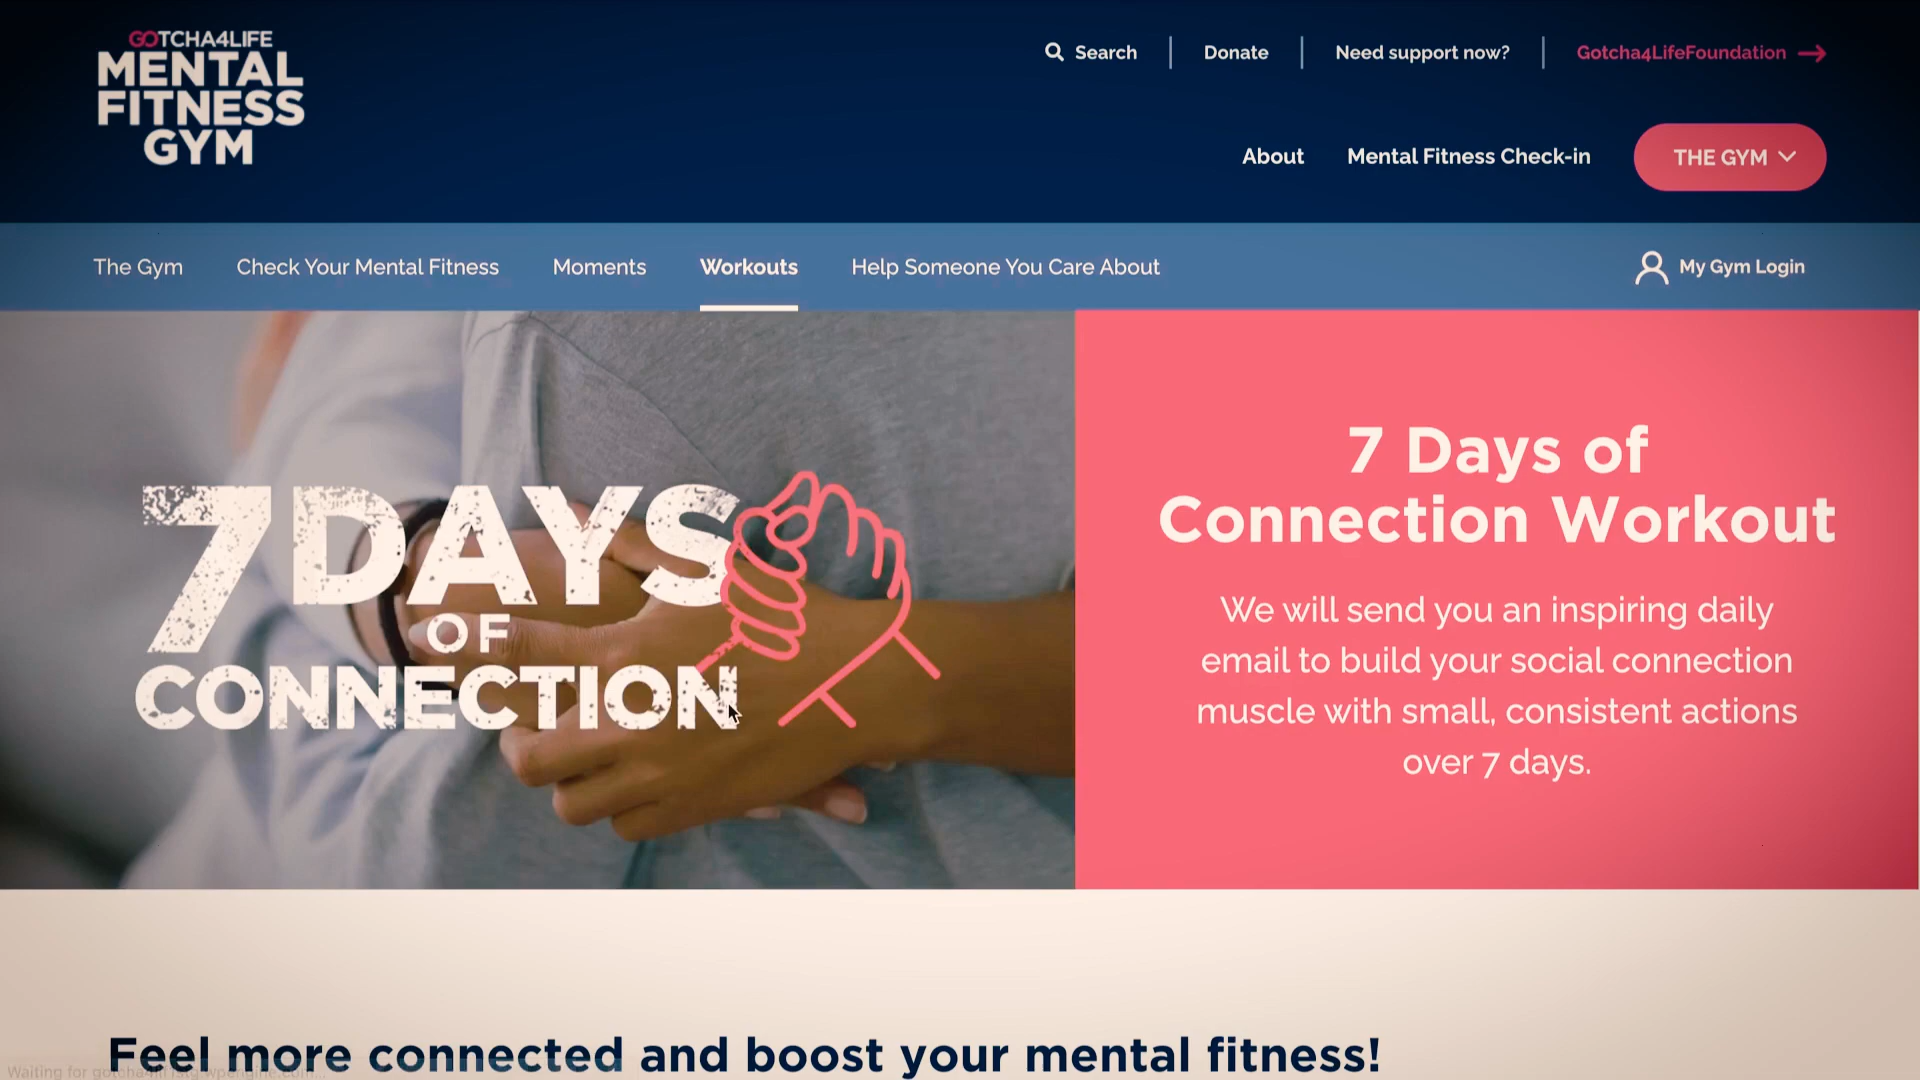 GOTCHA4LIFE
MENTAL
FITNESS
GYM
Search
Donate
Need support now?
Gotcha4LifeFoundation
About
Mental Fitness Check-in
THE GYM
The Gym
Check Your Mental Fitness
Moments
Workouts
Help Someone You Care About
My Gym Login
7 DAYS
OF
CONNECTION
7 Days of
Connection Workout
We will send you an inspiring daily
email to build your social connection
muscle with small, consistent actions
over 7 days.
Feel more connected and boost your mental fitness!
Waiting for